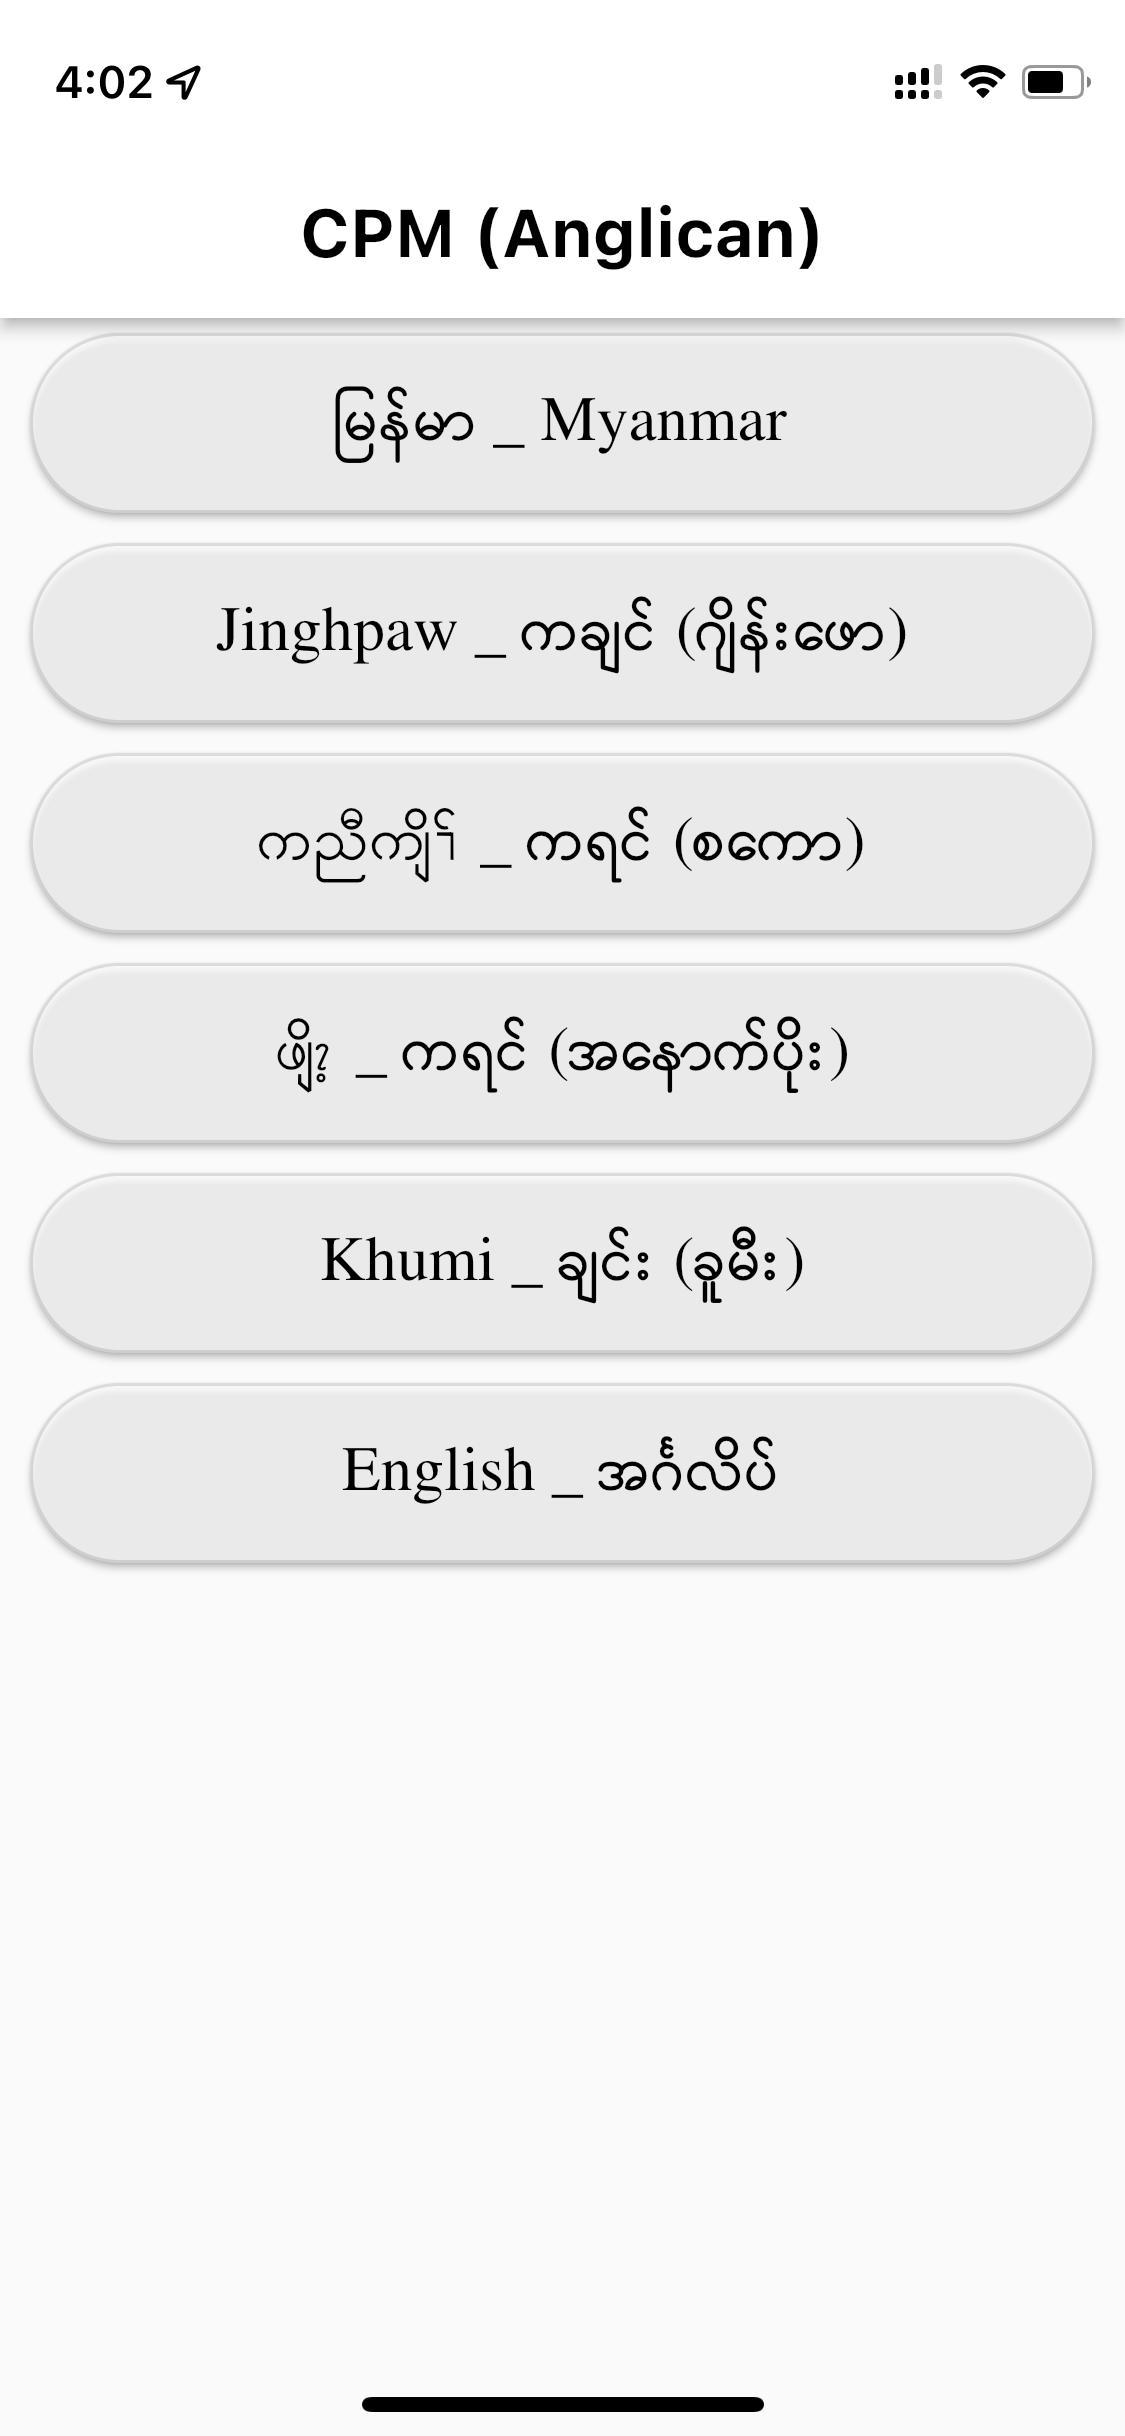 4:02
CPM (Anglican)
မြန်မာ _ Myanmar
Jinghpaw _ ကချင် (ဂျိန်းဖော)
ကညီကျိၣ် _ ကရင် (စကော)
ဖျိၩ့ _ ကရင် (အနောက်ပိုး)
Khumi _ ချင်း (ခူမီး)
English _ အင်္ဂလိပ်